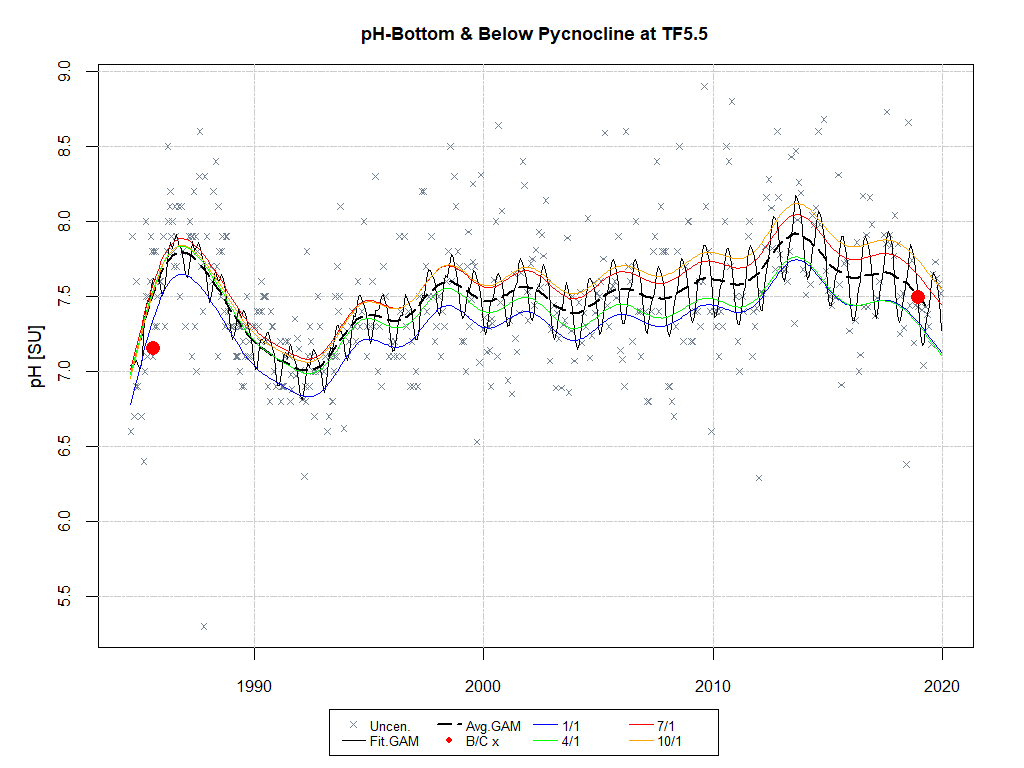 pH-Bottom & Below Pycnocline at TF5.5
9.0
8.5
8.0
7.5
7.0
6.5
6.0
5.5
pH [SU]
1990 2000 2010 2020
Uncen. Avg.GAM 1/1 7/1
Fit.GAM B/C x 4/1 10/1